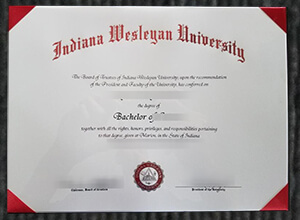 Indiana Wesleyan University
The Board of Trustees of Indiana Wesleyan University, upon the recommendation
of the President and Faculty of the University, has conferred on
the degree of
Bachelor of
together with all the rights, honors, privileges, and responsibilities pertaining
to that degree, given at Marion, in the State of Indiana